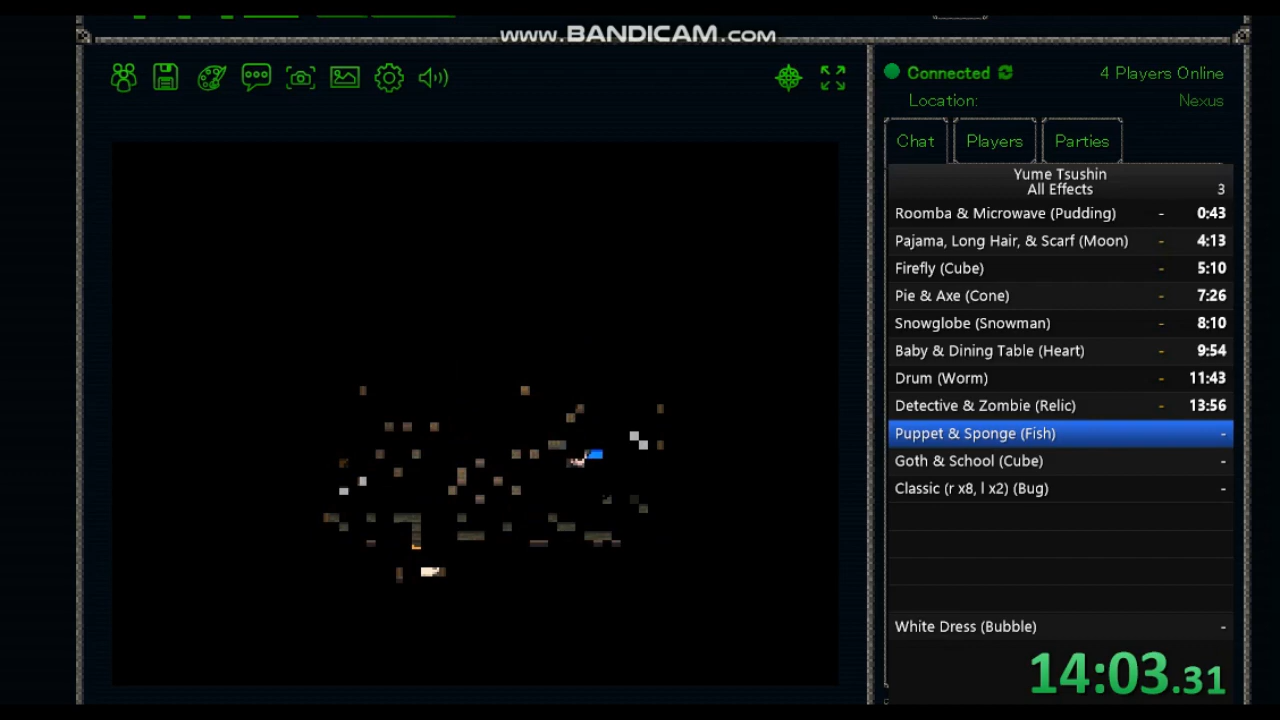 www.BANDICAM.com
Connected
4 Players Online
Location:
Nexus
Chat
Players
Parties
Yume Tsushin
All Effects
3
Roomba & Microwave (Pudding) - 0:43
Pajama, Long Hair, & Scarf (Moon) - 4:13
Firefly (Cube) - 5:10
Pie & Axe (Cone) - 7:26
Snowglobe (Snowman) - 8:10
Baby & Dining Table (Heart) - 9:54
Drum (Worm) - 11:43
Detective & Zombie (Relic) - 13:56
Puppet & Sponge (Fish) -
Goth & School (Cube) -
Classic (r x8, l x2) (Bug) -
White Dress (Bubble) -
14:03.31